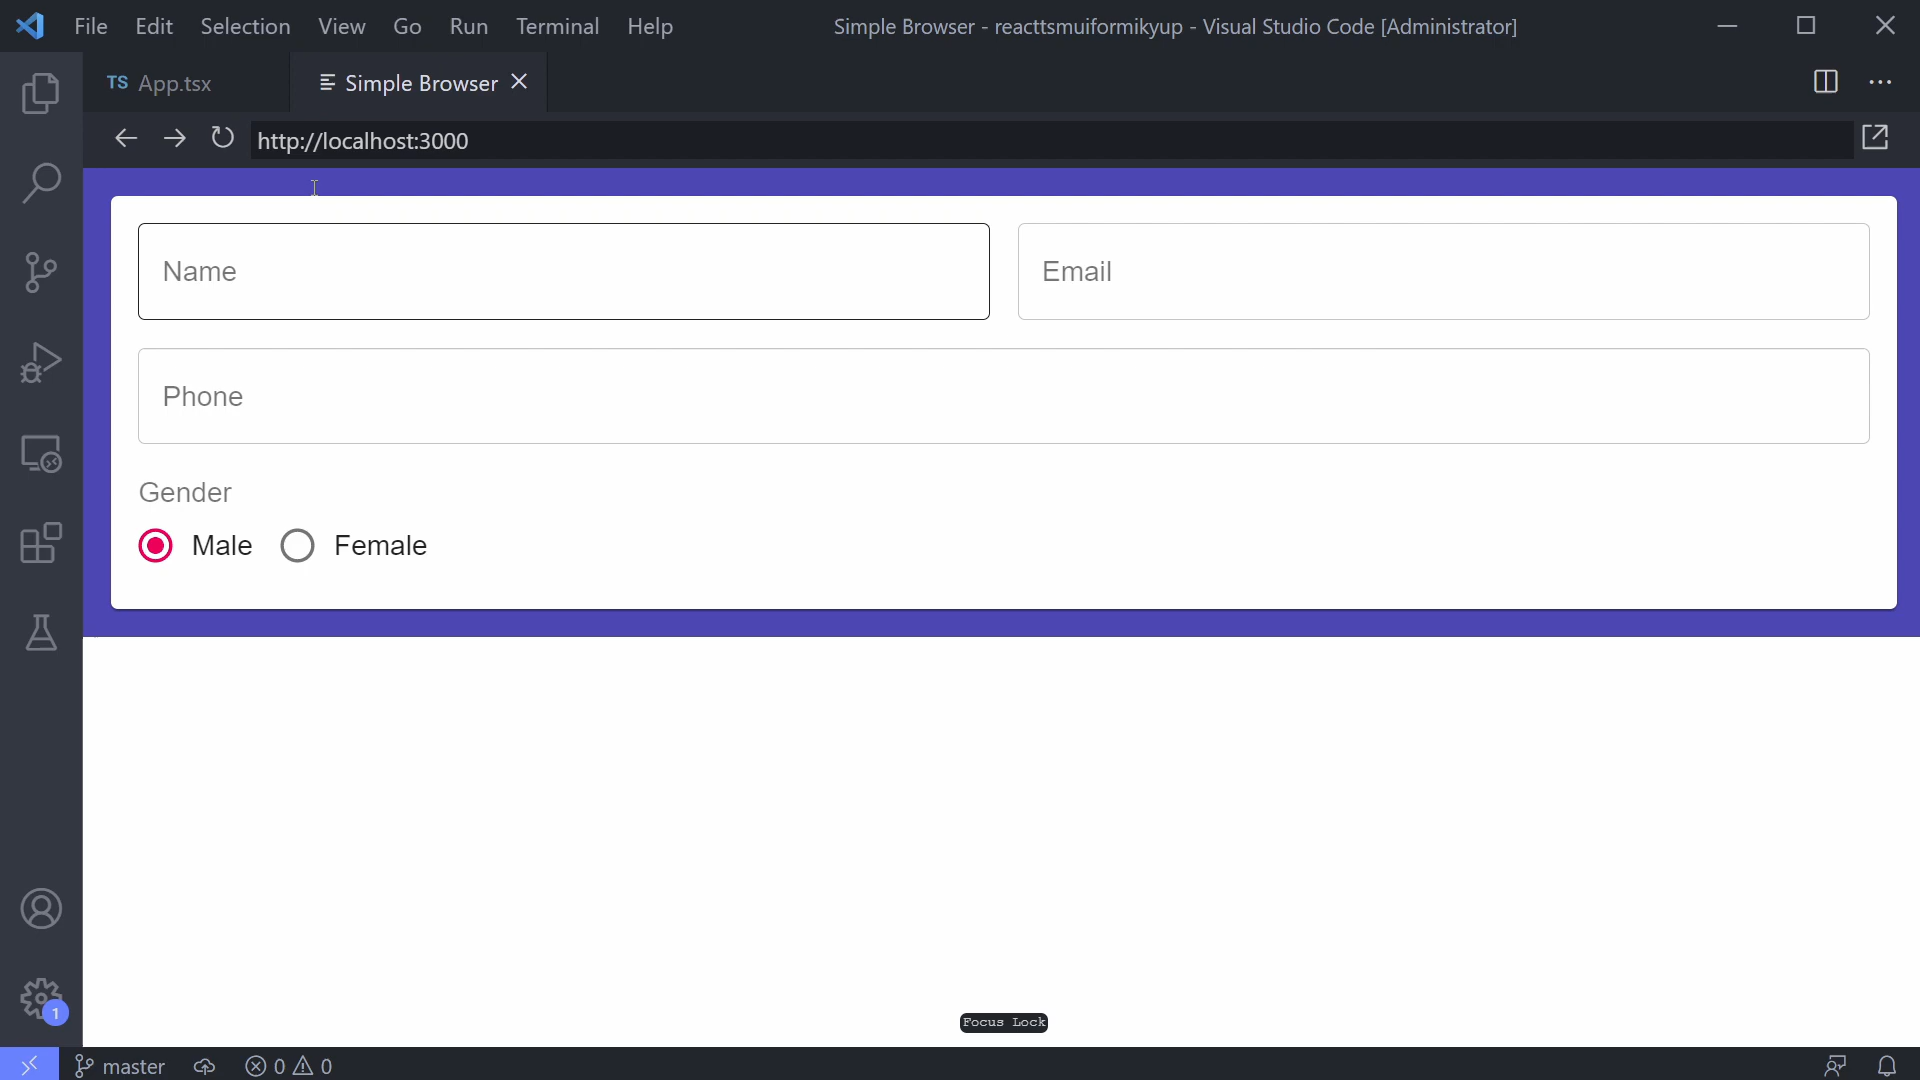 File Edit Selection View Go Run Terminal Help Simple Browser - reacttsmuiformikyup - Visual Studio Code [Administrator]
TS App.tsx Simple Browser
http://localhost:3000
Name Email
Phone
Gender
Male Female
1
Focus Lock
master 0 0